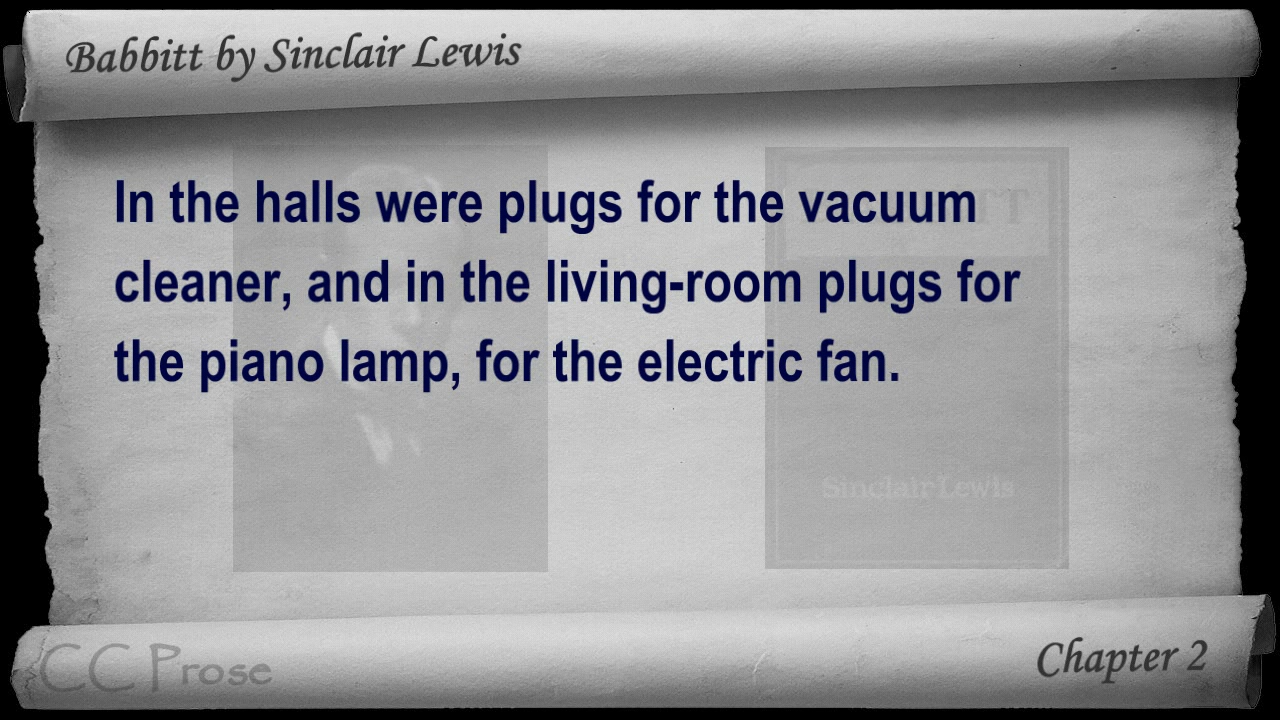 Babbitt by Sinclair Lewis
In the halls were plugs for the vacuum
cleaner, and in the living-room plugs for
the piano lamp, for the electric fan.
Sinclair Lewis
CC Prose
Chapter 2